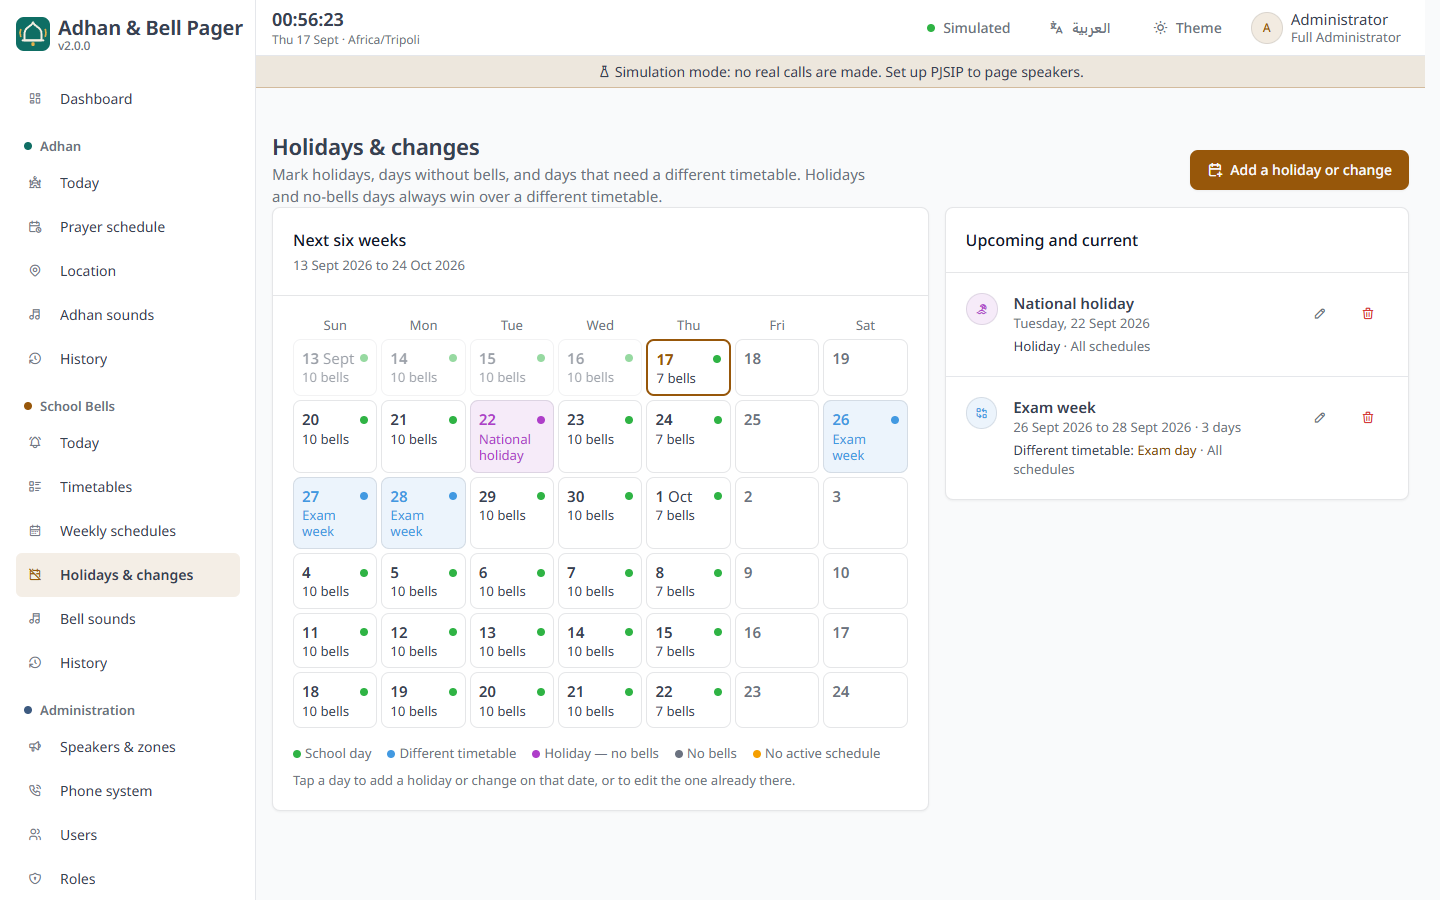 Adhan & Bell Pager
v2.0.0
Dashboard
Adhan
Today
Prayer schedule
Location
Adhan sounds
History
School Bells
Today
Timetables
Weekly schedules
Holidays & changes
Bell sounds
History
Administration
Speakers & zones
Phone system
Users
Roles
00:56:23
Thu 17 Sept · Africa/Tripoli
Simulated
العربية
Theme
A
Administrator
Full Administrator
Simulation mode: no real calls are made. Set up PJSIP to page speakers.
Holidays & changes
Mark holidays, days without bells, and days that need a different timetable. Holidays
and no-bells days always win over a different timetable.
Add a holiday or change
Next six weeks
13 Sept 2026 to 24 Oct 2026
Sun Mon Tue Wed Thu Fri Sat
13 Sept 14 15 16 17 18 19
10 bells 10 bells 10 bells 10 bells 7 bells
20 21 22 23 24 25 26
10 bells 10 bells National 10 bells 7 bells Exam
holiday week
27 28 29 30 1 Oct 2 3
Exam Exam 10 bells 10 bells 7 bells
week week
4 5 6 7 8 9 10
10 bells 10 bells 10 bells 10 bells 7 bells
11 12 13 14 15 16 17
10 bells 10 bells 10 bells 10 bells 7 bells
18 19 20 21 22 23 24
10 bells 10 bells 10 bells 10 bells 7 bells
School day Different timetable Holiday — no bells No bells No active schedule
Tap a day to add a holiday or change on that date, or to edit the one already there.
Upcoming and current
National holiday
Tuesday, 22 Sept 2026
Holiday · All schedules
Exam week
26 Sept 2026 to 28 Sept 2026 · 3 days
Different timetable: Exam day · All
schedules